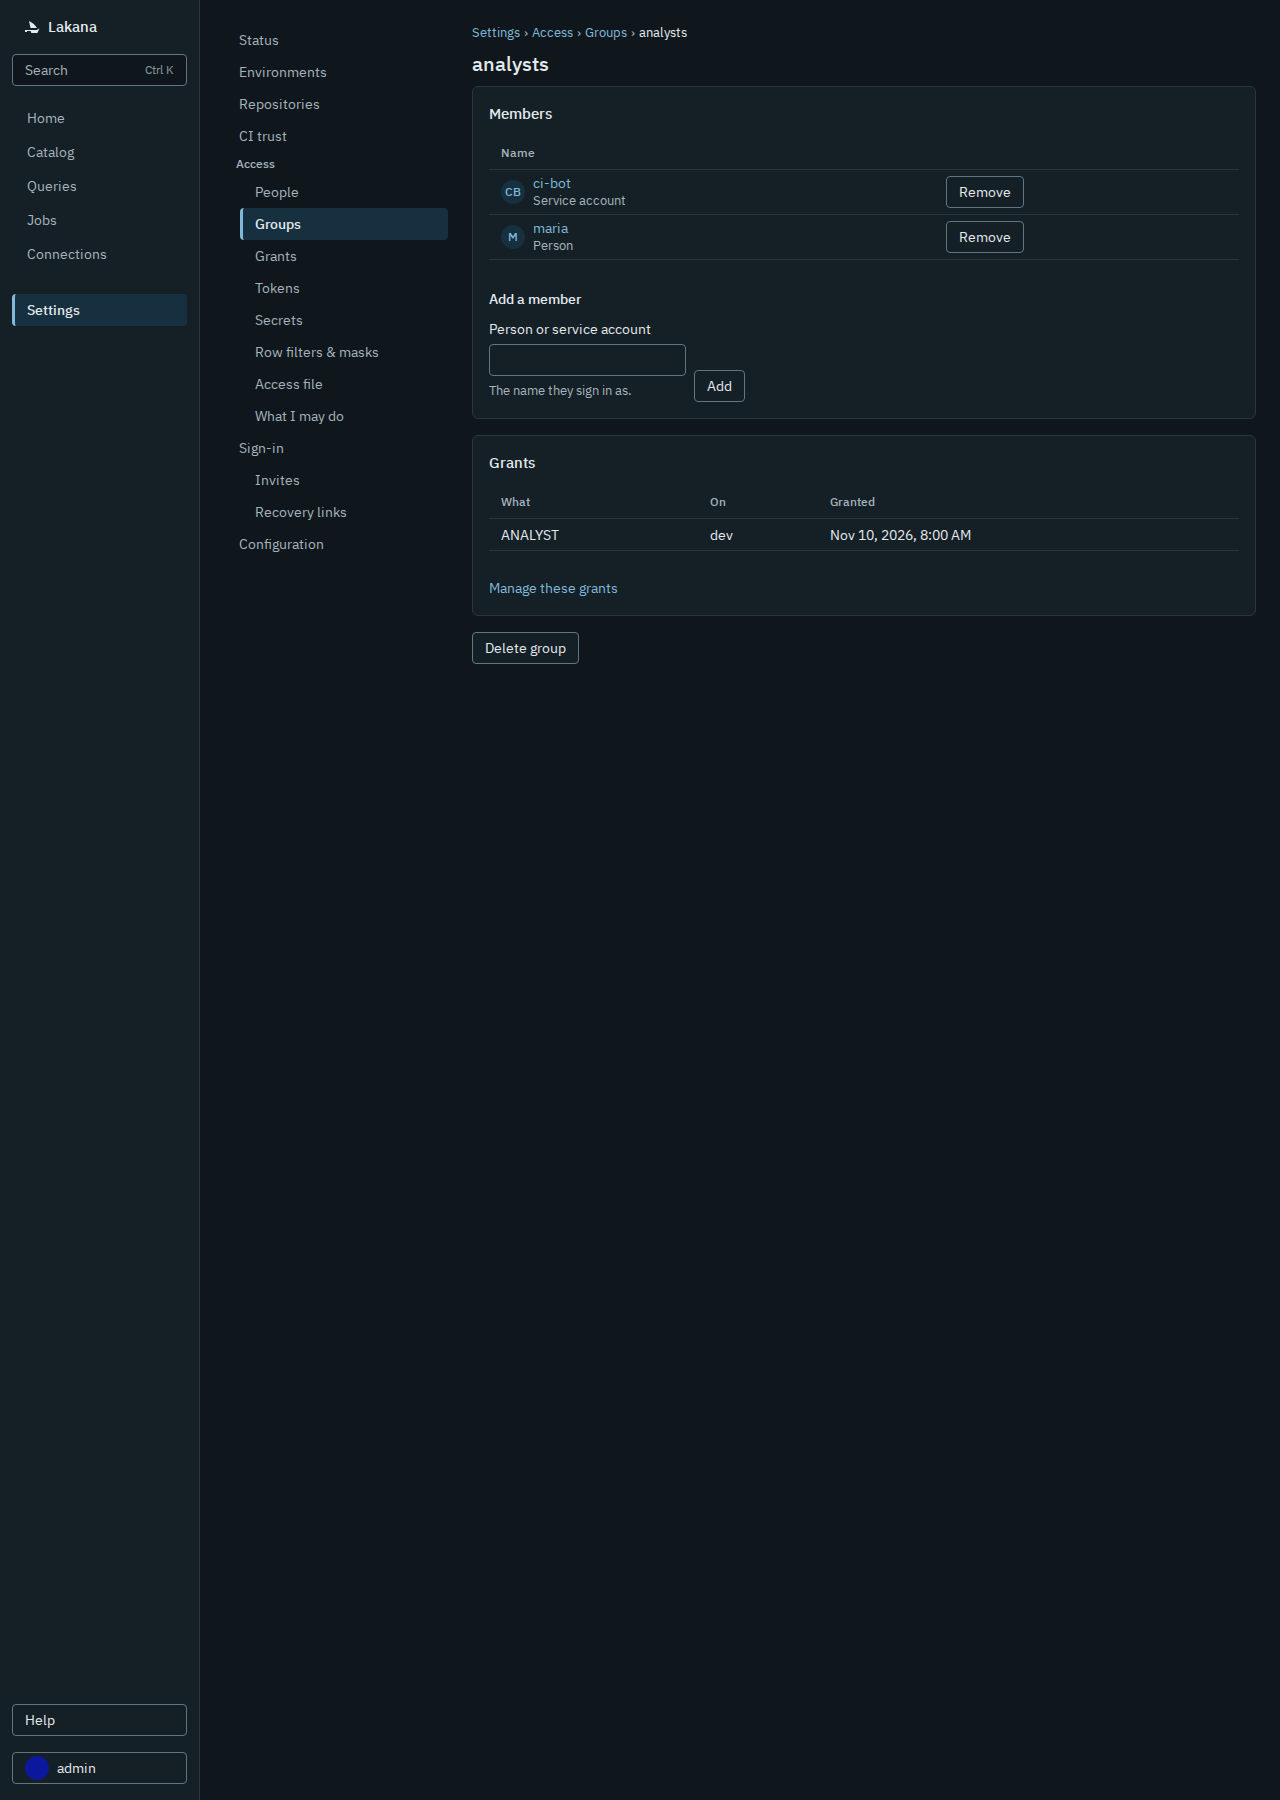 Lakana
Search Ctrl K
Home
Catalog
Queries
Jobs
Connections
Settings
Help
admin
Status
Environments
Repositories
CI trust
Access
People
Groups
Grants
Tokens
Secrets
Row filters & masks
Access file
What I may do
Sign-in
Invites
Recovery links
Configuration
Settings › Access › Groups › analysts
analysts
Members
Name
CB ci-bot
Service account
Remove
M maria
Person
Remove
Add a member
Person or service account
The name they sign in as.
Add
Grants
What On Granted
ANALYST dev Nov 10, 2026, 8:00 AM
Manage these grants
Delete group